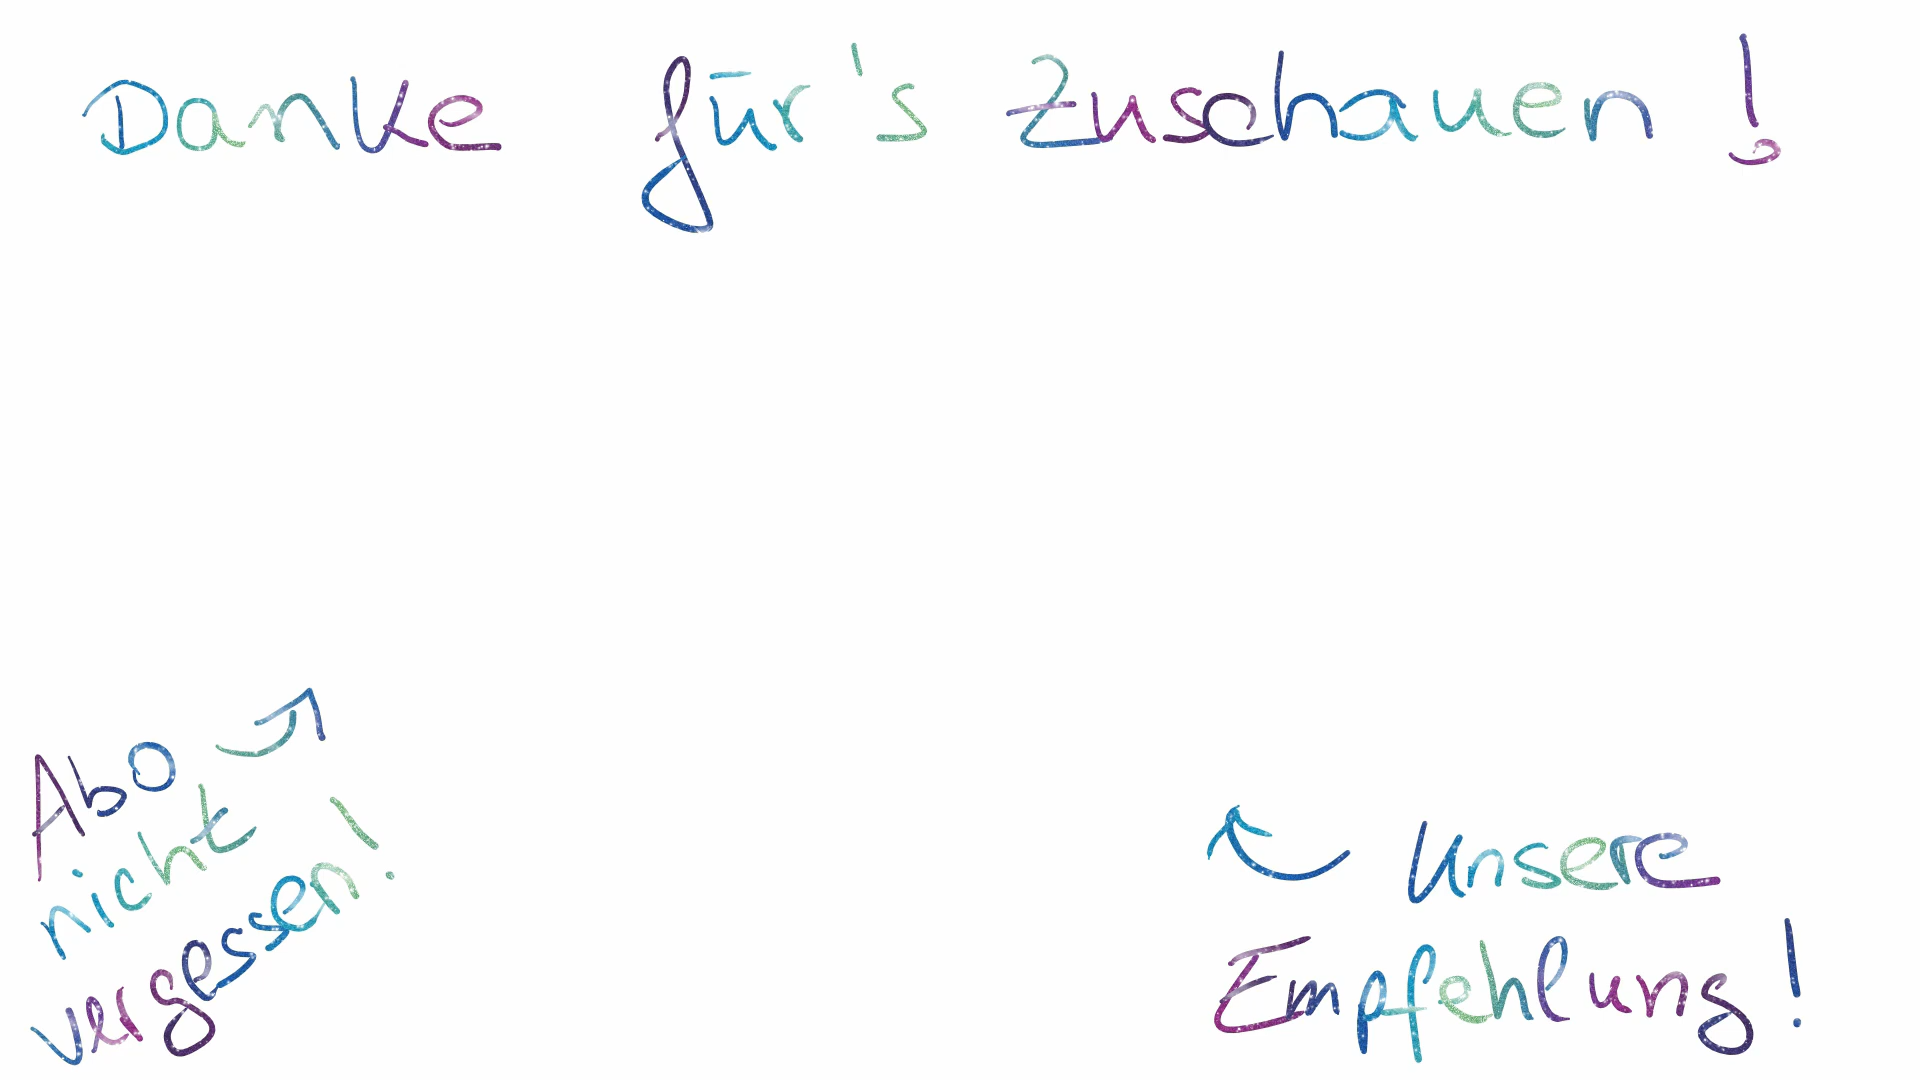 Danke für's Zuschauen!
Abo
nicht
vergessen!
Unsere
Empfehlung!